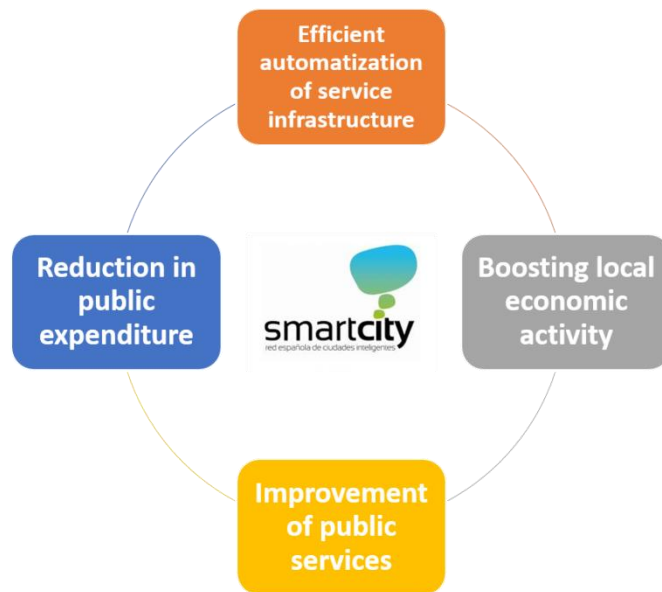 Efficient
automatization
of service
infrastructure
Reduction in
public
expenditure
smartcity
red española de ciudades inteligentes
Boosting local
economic
activity
Improvement
of public
services